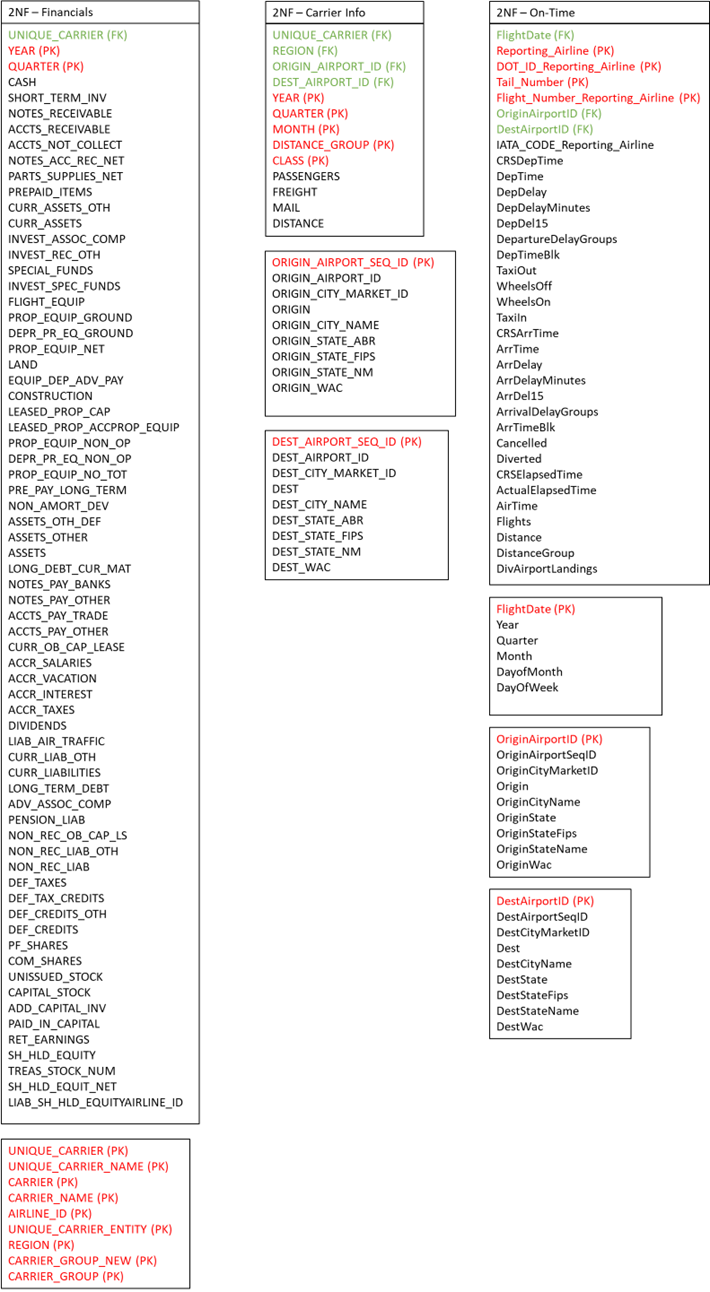 2NF – Financials
UNIQUE_CARRIER (FK)
YEAR (PK)
QUARTER (PK)
CASH
SHORT_TERM_INV
NOTES_RECEIVABLE
ACCTS_RECEIVABLE
ACCTS_NOT_COLLECT
NOTES_ACC_REC_NET
PARTS_SUPPLIES_NET
PREPAID_ITEMS
CURR_ASSETS_OTH
CURR_ASSETS
INVEST_ASSOC_COMP
INVEST_REC_OTH
SPECIAL_FUNDS
INVEST_SPEC_FUNDS
FLIGHT_EQUIP
PROP_EQUIP_GROUND
DEPR_PR_EQ_GROUND
PROP_EQUIP_NET
LAND
EQUIP_DEP_ADV_PAY
CONSTRUCTION
LEASED_PROP_CAP
LEASED_PROP_ACCPROP_EQUIP
PROP_EQUIP_NON_OP
DEPR_PR_EQ_NON_OP
PROP_EQUIP_NO_TOT
PRE_PAY_LONG_TERM
NON_AMORT_DEV
ASSETS_OTH_DEF
ASSETS_OTHER
ASSETS
LONG_DEBT_CUR_MAT
NOTES_PAY_BANKS
NOTES_PAY_OTHER
ACCTS_PAY_TRADE
ACCTS_PAY_OTHER
CURR_OB_CAP_LEASE
ACCR_SALARIES
ACCR_VACATION
ACCR_INTEREST
ACCR_TAXES
DIVIDENDS
LIAB_AIR_TRAFFIC
CURR_LIAB_OTH
CURR_LIABILITIES
LONG_TERM_DEBT
ADV_ASSOC_COMP
PENSION_LIAB
NON_REC_OB_CAP_LS
NON_REC_LIAB_OTH
NON_REC_LIAB
DEF_TAXES
DEF_TAX_CREDITS
DEF_CREDITS_OTH
DEF_CREDITS
PF_SHARES
COM_SHARES
UNISSUED_STOCK
CAPITAL_STOCK
ADD_CAPITAL_INV
PAID_IN_CAPITAL
RET_EARNINGS
SH_HLD_EQUITY
TREAS_STOCK_NUM
SH_HLD_EQUIT_NET
LIAB_SH_HLD_EQUITYAIRLINE_ID
UNIQUE_CARRIER (PK)
UNIQUE_CARRIER_NAME (PK)
CARRIER (PK)
CARRIER_NAME (PK)
AIRLINE_ID (PK)
UNIQUE_CARRIER_ENTITY (PK)
REGION (PK)
CARRIER_GROUP_NEW (PK)
CARRIER_GROUP (PK)
2NF – Carrier Info
UNIQUE_CARRIER (FK)
REGION (FK)
ORIGIN_AIRPORT_ID (FK)
DEST_AIRPORT_ID (FK)
YEAR (PK)
QUARTER (PK)
MONTH (PK)
DISTANCE_GROUP (PK)
CLASS (PK)
PASSENGERS
FREIGHT
MAIL
DISTANCE
ORIGIN_AIRPORT_SEQ_ID (PK)
ORIGIN_AIRPORT_ID
ORIGIN_CITY_MARKET_ID
ORIGIN
ORIGIN_CITY_NAME
ORIGIN_STATE_ABR
ORIGIN_STATE_FIPS
ORIGIN_STATE_NM
ORIGIN_WAC
DEST_AIRPORT_SEQ_ID (PK)
DEST_AIRPORT_ID
DEST_CITY_MARKET_ID
DEST
DEST_CITY_NAME
DEST_STATE_ABR
DEST_STATE_FIPS
DEST_STATE_NM
DEST_WAC
2NF – On-Time
FlightDate (FK)
Reporting_Airline (PK)
DOT_ID_Reporting_Airline (PK)
Tail_Number (PK)
Flight_Number_Reporting_Airline (PK)
OriginAirportID (FK)
DestAirportID (FK)
IATA_CODE_Reporting_Airline
CRSDepTime
DepTime
DepDelay
DepDelayMinutes
DepDel15
DepartureDelayGroups
DepTimeBlk
TaxiOut
WheelsOff
WheelsOn
TaxiIn
CRSArrTime
ArrTime
ArrDelay
ArrDelayMinutes
ArrDel15
ArrivalDelayGroups
ArrTimeBlk
Cancelled
Diverted
CRSElapsedTime
ActualElapsedTime
AirTime
Flights
Distance
DistanceGroup
DivAirportLandings
FlightDate (PK)
Year
Quarter
Month
DayofMonth
DayOfWeek
OriginAirportID (PK)
OriginAirportSeqID
OriginCityMarketID
Origin
OriginCityName
OriginState
OriginStateFips
OriginStateName
OriginWac
DestAirportID (PK)
DestAirportSeqID
DestCityMarketID
Dest
DestCityName
DestState
DestStateFips
DestStateName
DestWac